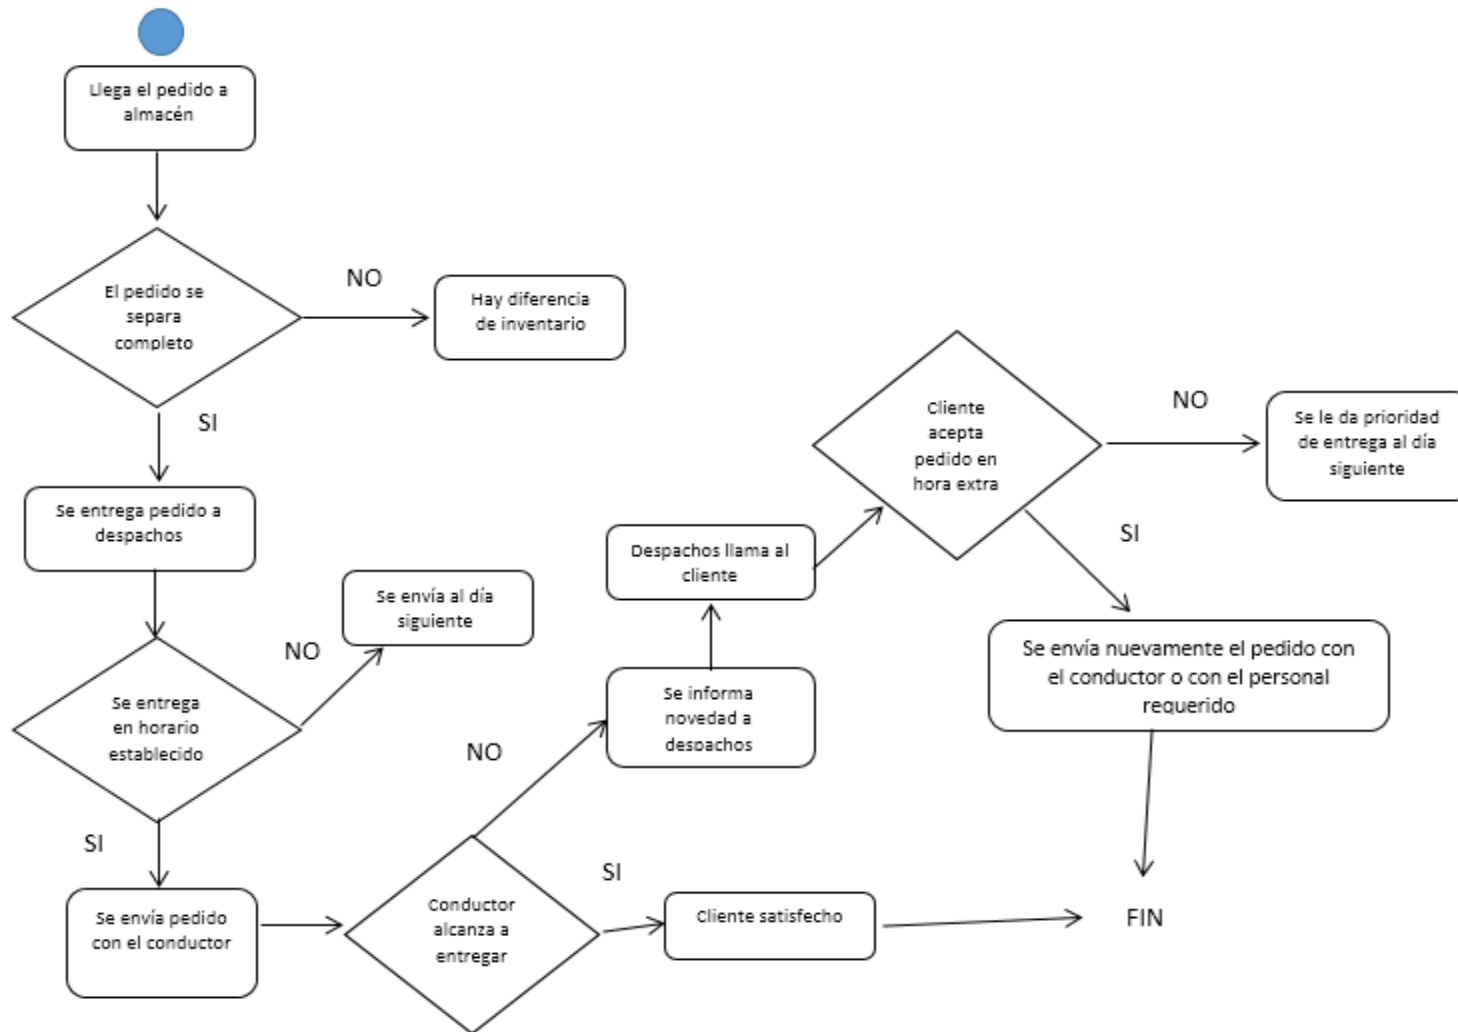 Llega el pedido a
almacén
El pedido se
separa
completo
NO
Hay diferencia
de inventario
SI
Se entrega pedido a
despachos
Se entrega
en horario
establecido
NO
Se envía al día
siguiente
SI
Se envía pedido
con el conductor
Conductor
alcanza a
entregar
NO
Se informa
novedad a
despachos
Despachos llama al
cliente
Cliente
acepta
pedido en
hora extra
NO
Se le da prioridad
de entrega al día
siguiente
SI
Se envía nuevamente el pedido con
el conductor o con el personal
requerido
SI
Cliente satisfecho
FIN